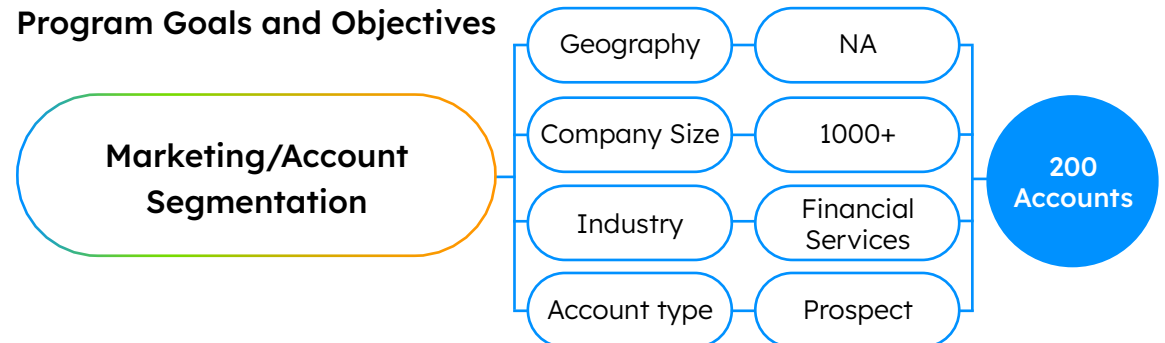 Program Goals and Objectives
Marketing/Account
Segmentation
Geography
NA
Company Size
1000+
Industry
Financial
Services
Account type
Prospect
200
Accounts